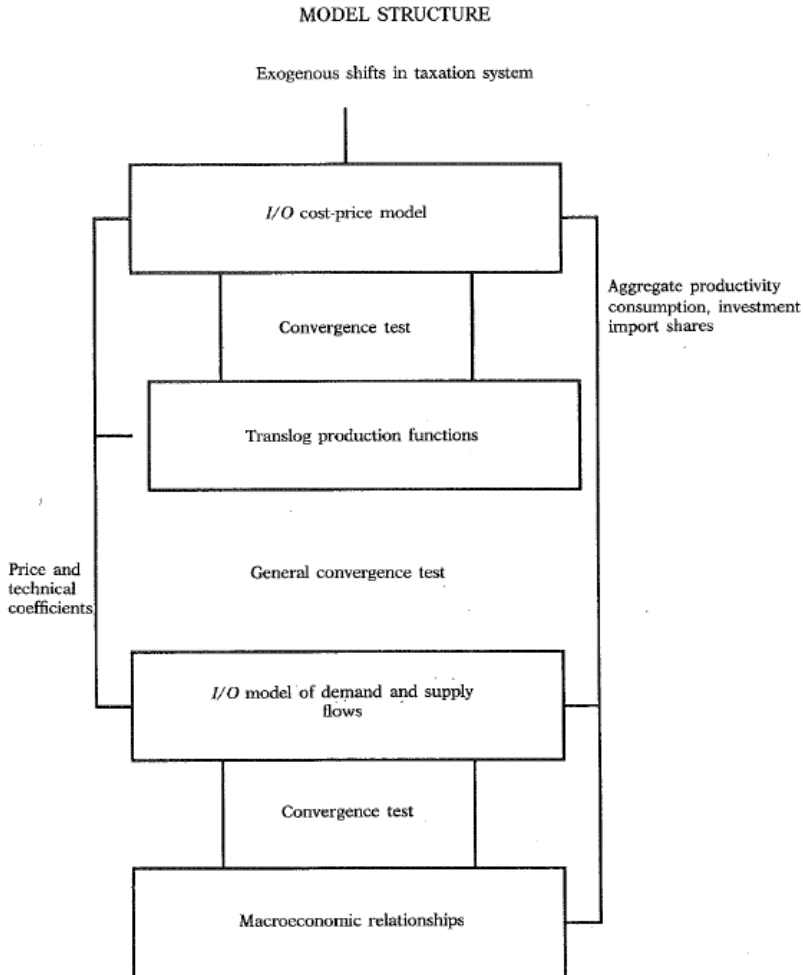 MODEL STRUCTURE
Exogenous shifts in taxation system
I/O cost-price model
Aggregate productivity
consumption, investment
import shares
Convergence test
Translog production functions
Price and
technical
coefficients
General convergence test
I/O model of demand and supply
flows
Convergence test
Macroeconomic relationships